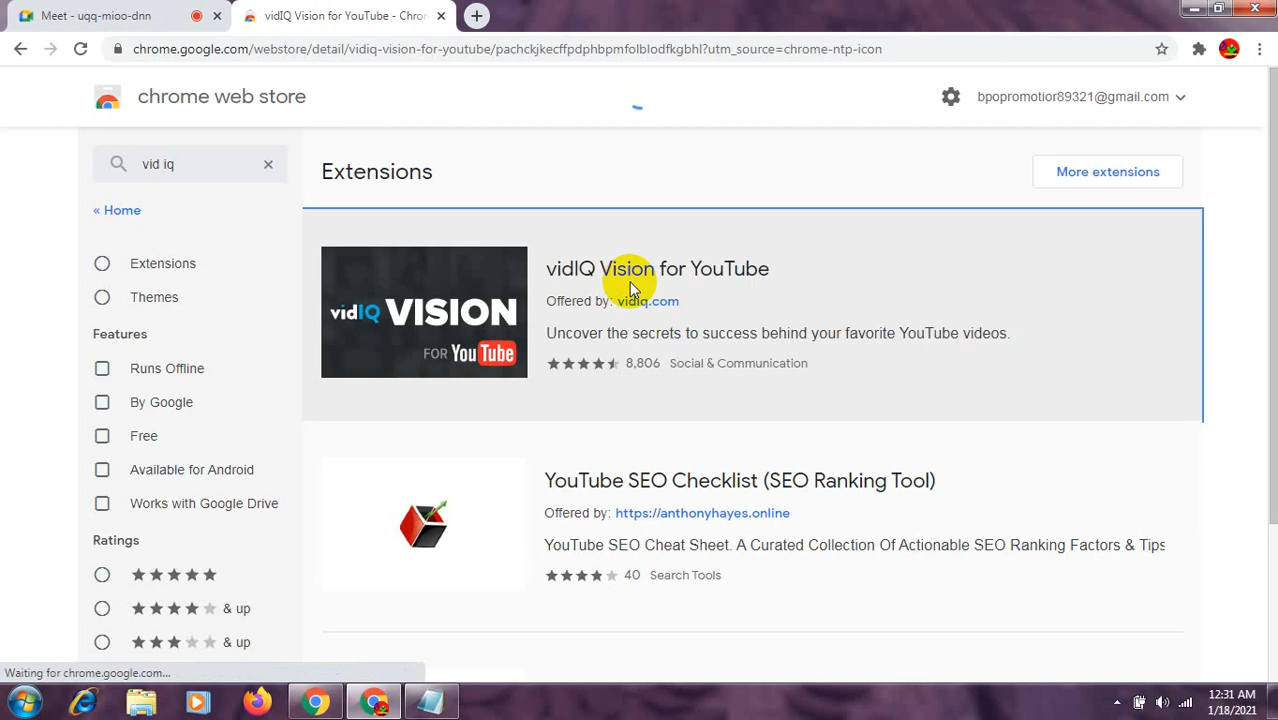 Meet - uqq-mioo-dnn
vidIQ Vision for YouTube - Chro
chrome.google.com/webstore/detail/vidiq-vision-for-youtube/pachckjkecffpdphbpmfolblodfkgbhl?utm_source=chrome-ntp-icon
chrome web store
bpopromotior89321@gmail.com
vid iq
« Home
Extensions
Themes
Features
Runs Offline
By Google
Free
Available for Android
Works with Google Drive
Ratings
& up
& up
Extensions
More extensions
vidIQ VISION
FOR YouTube
vidIQ Vision for YouTube
Offered by: vidiq.com
Uncover the secrets to success behind your favorite YouTube videos.
8,806 Social & Communication
YouTube SEO Checklist (SEO Ranking Tool)
Offered by: https://anthonyhayes.online
YouTube SEO Cheat Sheet. A Curated Collection Of Actionable SEO Ranking Factors & Tips
40 Search Tools
Waiting for chrome.google.com...
12:31 AM
1/18/2021